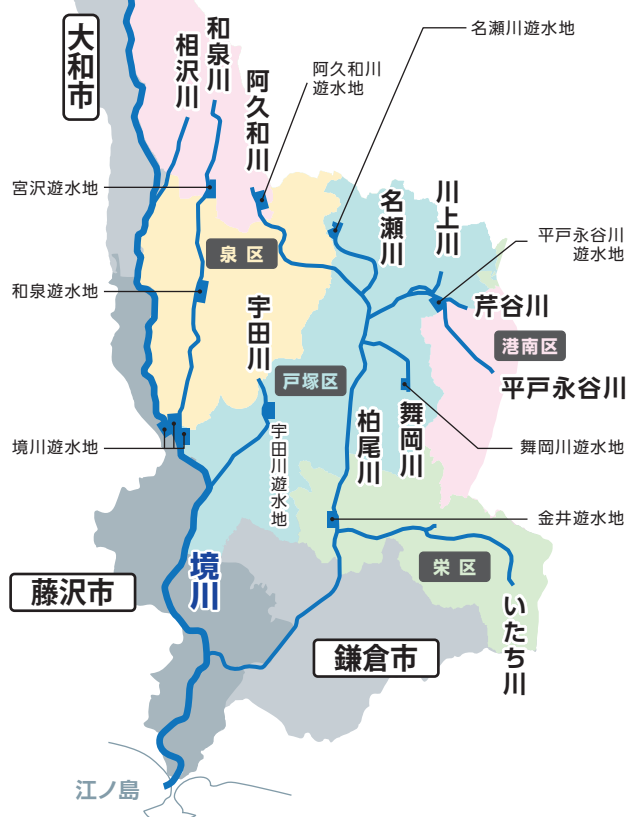 大和市
相沢川
和泉川
阿久和川
阿久和川
遊水地
名瀬川遊水地
宮沢遊水地
名瀬川
川上川
平戸永谷川
遊水地
泉区
和泉遊水地
宇田川
芹谷川
港南区
戸塚区
平戸永谷川
柏尾川
舞岡川
境川遊水地
宇田川遊水地
舞岡川遊水地
金井遊水地
境川
栄区
藤沢市
いたち川
鎌倉市
江ノ島